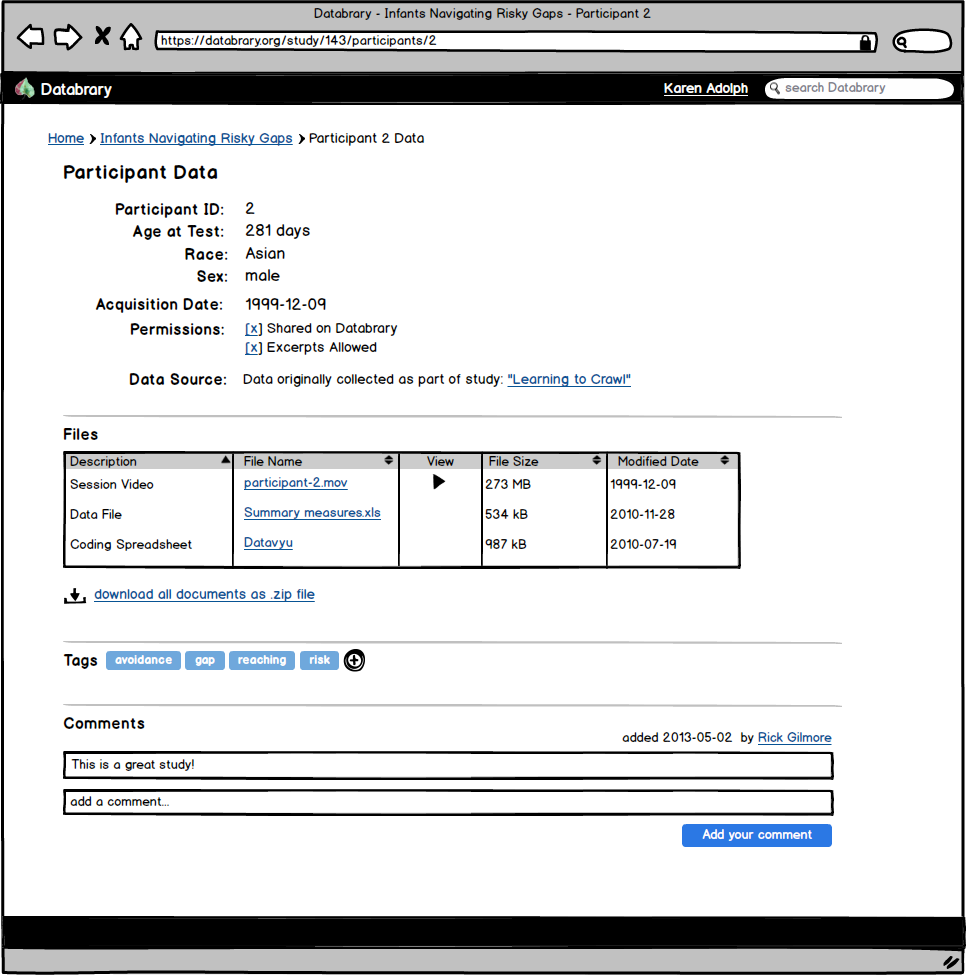 Databrary - Infants Navigating Risky Gaps - Participant 2
https://databrary.org/study/143/participants/2
Databrary Karen Adolph search Databrary
Home Infants Navigating Risky Gaps Participant 2 Data
Participant Data
Participant ID: 2
Age at Test: 281 days
Race: Asian
Sex: male
Acquisition Date: 1999-12-09
Permissions: [x] Shared on Databrary
[x] Excerpts Allowed
Data Source: Data originally collected as part of study: "Learning to Crawl"
Files
Description File Name View File Size Modified Date
Session Video participant-2.mov 273 MB 1999-12-09
Data File Summary measures.xls 534 kB 2010-11-28
Coding Spreadsheet Datavyu 987 kB 2010-07-19
download all documents as .zip file
Tags avoidance gap reaching risk
Comments
added 2013-05-02 by Rick Gilmore
This is a great study!
add a comment...
Add your comment